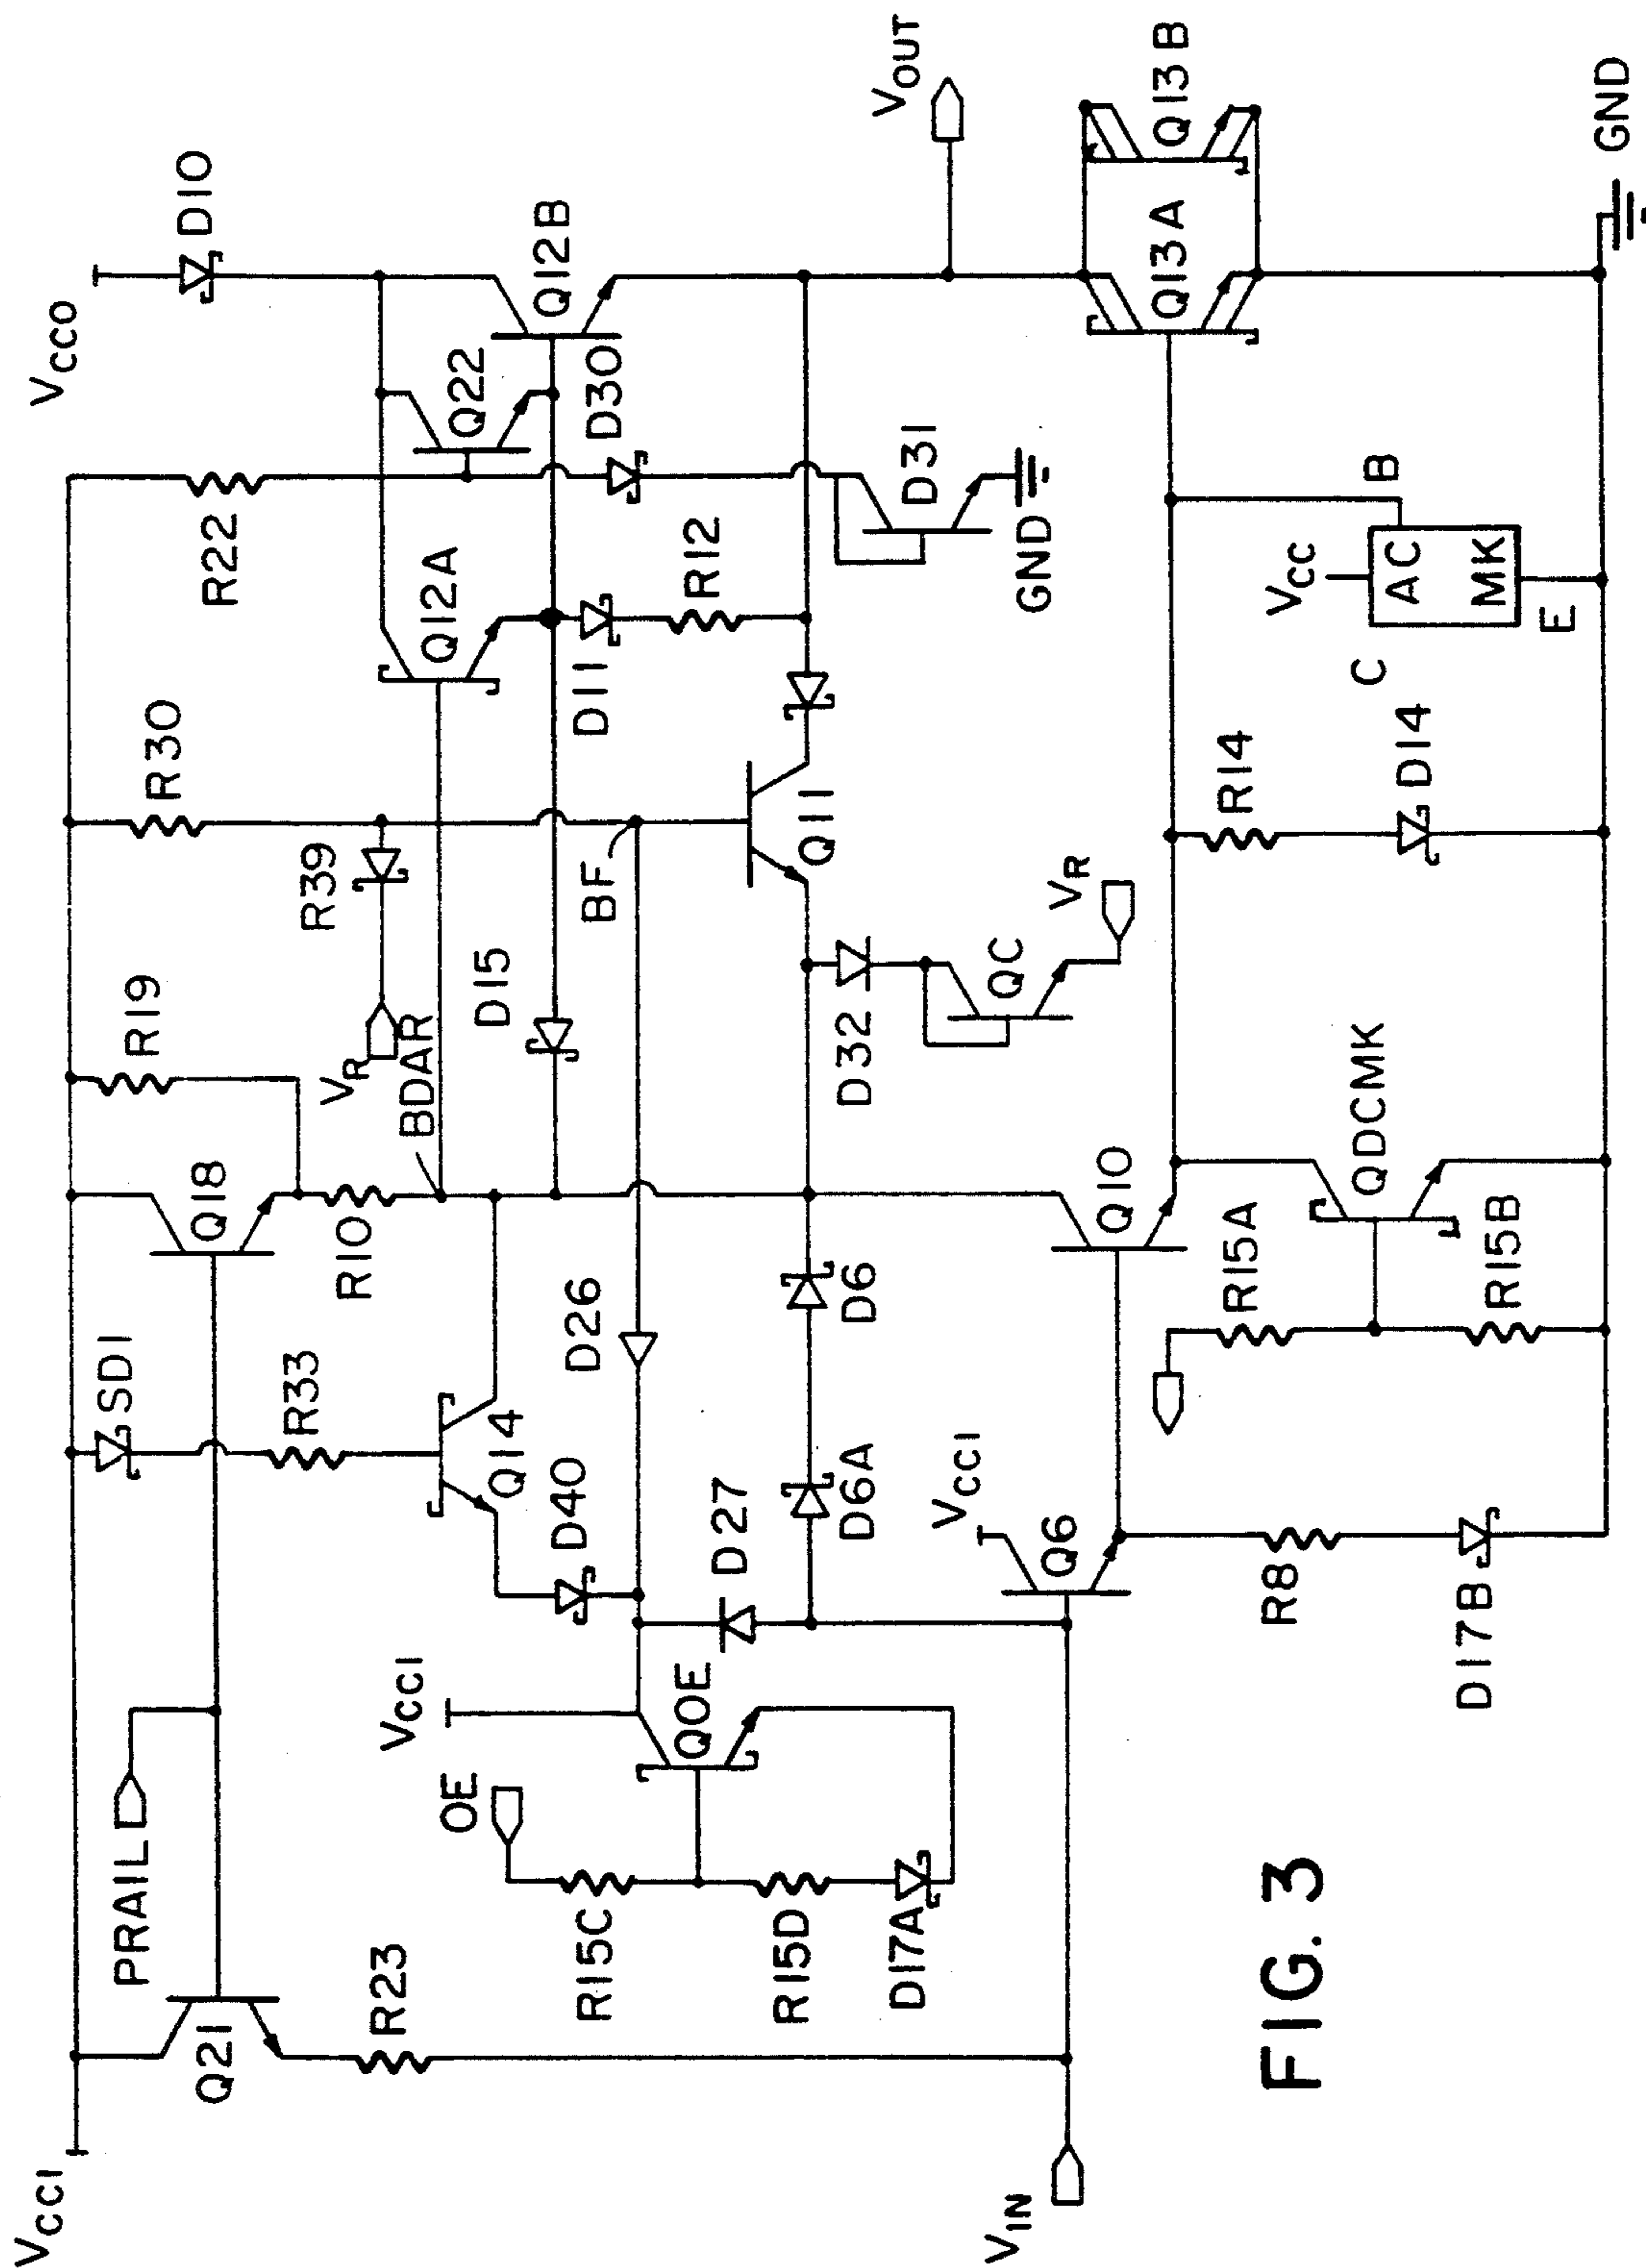 VCCO
D10
R22
Q22
Q12B
R30
Q12A
D30
VOUT
R19
R39
D11
R12
VR
BDAR
D15
BF
D31
Q13A
Q13B
Q18
R10
Q11
GND
SD1
R33
D26
D32
QC
VR
VCC
AC
MK
B
C
E
Q14
D40
D6
R14
D14
GND
PRAIL
VCC1
D27
D6A
Q10
QDCMK
OE
QOE
VCC1
Q6
R15A
R15B
Q21
R23
R15C
R15D
D17A
R8
D17B
VCC1
VIN
FIG. 3